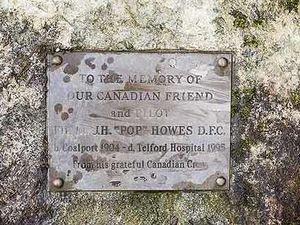 TO THE MEMORY OF
OUR CANADIAN FRIEND
and PILOT
J.H. "POP" HOWES D.F.C.
b. Coalport 1904 - d. Telford Hospital 1995
From his grateful Canadian Crew